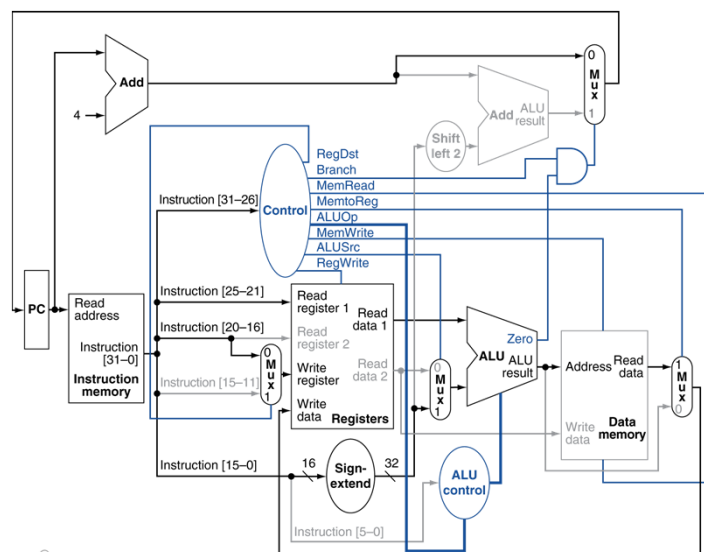 0
M
u
x
1
Add
4
Add
ALU
result
Shift
left 2
RegDst
Branch
MemRead
MemtoReg
ALUOp
MemWrite
ALUSrc
RegWrite
Control
Instruction [31–26]
PC
Read
address
Instruction
[31–0]
Instruction
memory
Instruction [25–21]
Instruction [20–16]
Instruction [15–11]
Instruction [15–0]
0
M
u
x
1
Read
register 1
Read
register 2
Write
register
Write
data
Read
data 1
Read
data 2
Registers
0
M
u
x
1
Zero
ALU
ALU
result
Address
Read
data
Write
data
Data
memory
1
M
u
x
0
16
Sign-
extend
32
ALU
control
Instruction [5–0]